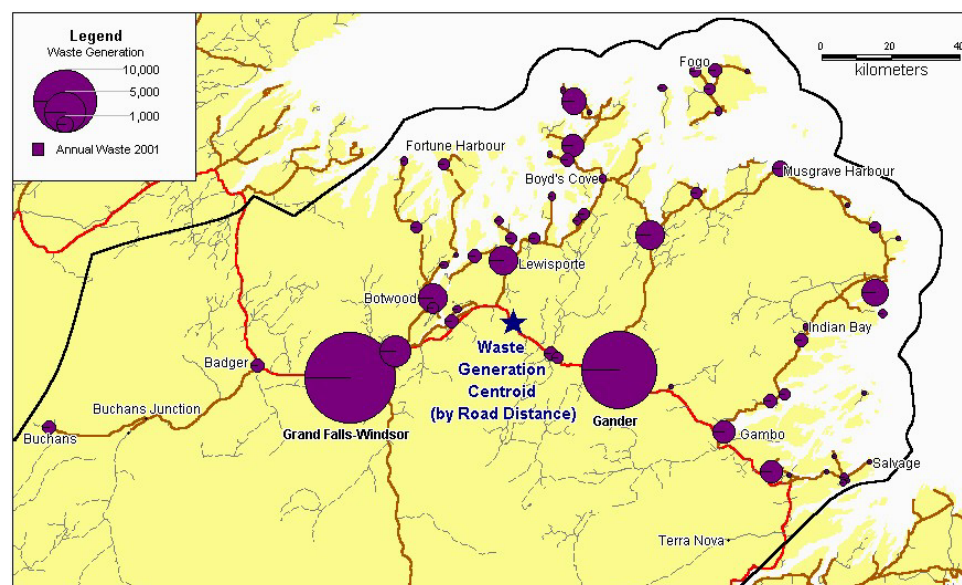 Legend
Waste Generation
10,000
5,000
1,000
Annual Waste 2001
0 20 40
kilometers
Fogo
Fortune Harbour
Boyd's Cove
Musgrave Harbour
Lewisporte
Botwood
Indian Bay
Waste
Generation
Centroid
(by Road Distance)
Badger
Buchans Junction
Buchans
Grand Falls-Windsor
Gander
Gambo
Salvage
Terra Nova